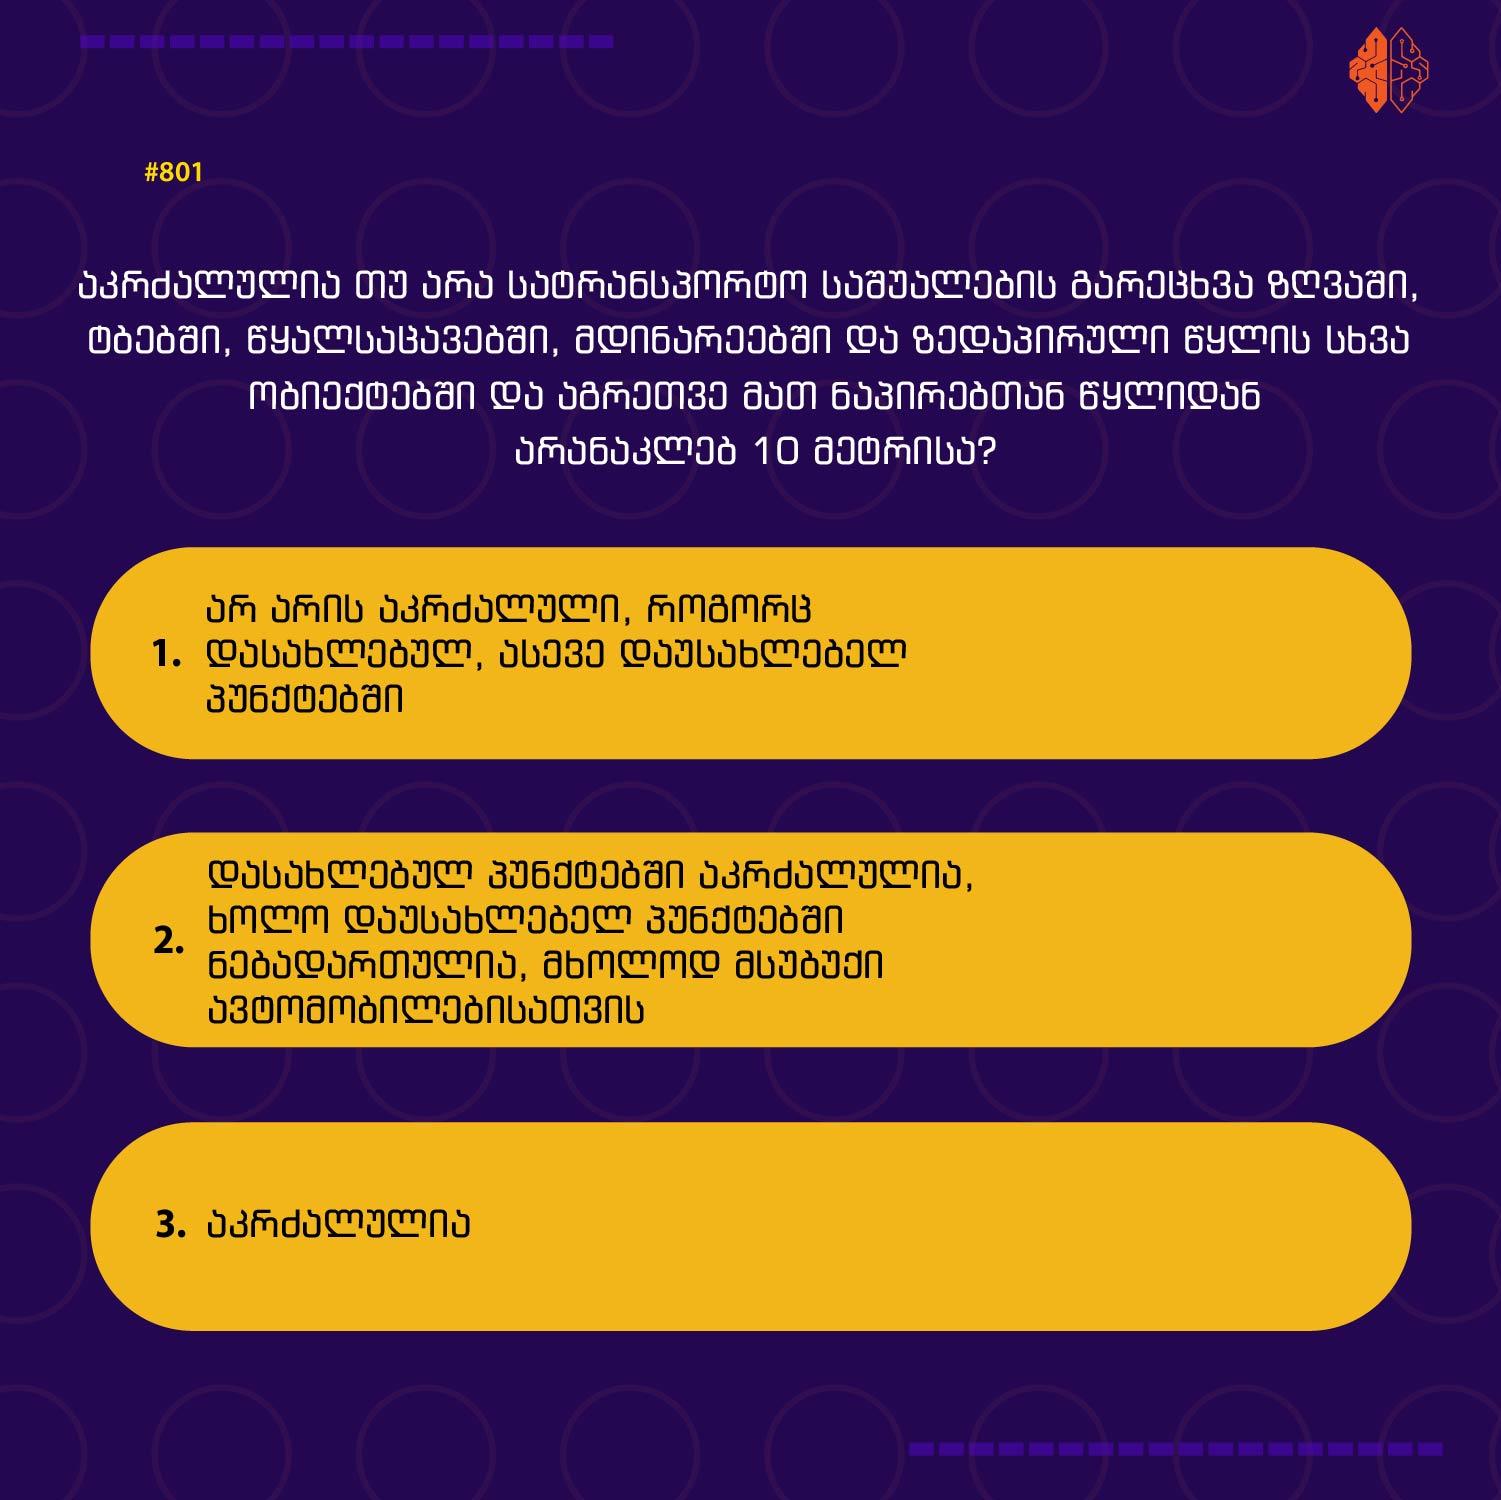 #801
აკრძალულია თუ არა სატრანსპორტო საშუალების გარეცხვა ზღვაში,
ტბებში, წყალსაცავებში, მდინარეებში და ზედაპირული წყლის სხვა
ობიექტებში და აგრეთვე მათ ნაპირებთან წყლიდან
არანაკლებ 10 მეტრისა?
არ არის აკრძალული, როგორც
1. დასახლებულ, ასევე დაუსახლებელ
პუნქტებში
დასახლებულ პუნქტებში აკრძალულია,
2. ხოლო დაუსახლებელ პუნქტებში
ნებადართულია, მხოლოდ მსუბუქი
ავტომობილებისათვის
3. აკრძალულია